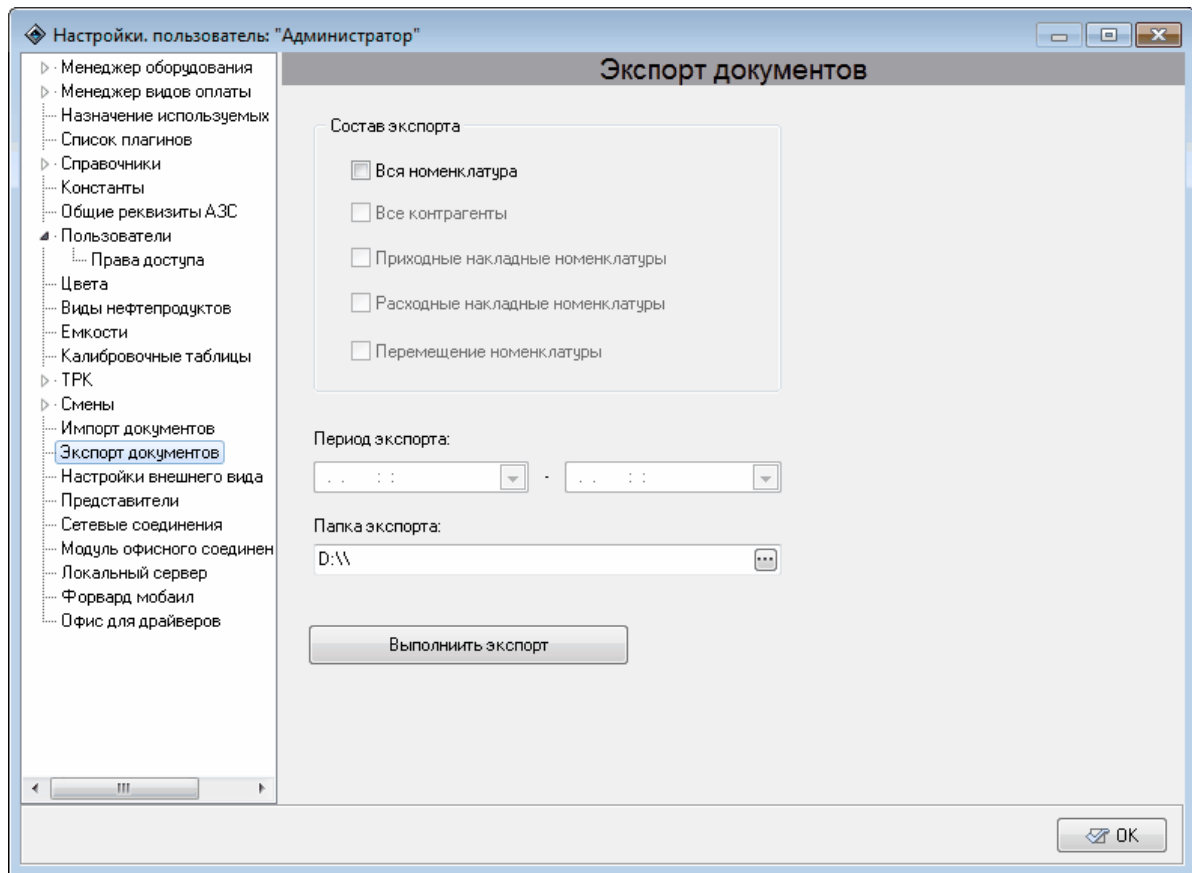 Настройки. пользователь: "Администратор"
Менеджер оборудования
Менеджер видов оплаты
Назначение используемых
Список плагинов
Справочники
Константы
Общие реквизиты АЗС
Пользователи
Права доступа
Цвета
Виды нефтепродуктов
Емкости
Калибровочные таблицы
ТРК
Смены
Импорт документов
Экспорт документов
Настройки внешнего вида
Представители
Сетевые соединения
Модуль офисного соединен
Локальный сервер
Форвард мобаил
Офис для драйверов
Экспорт документов
Состав экспорта
Вся номенклатура
Все контрагенты
Приходные накладные номенклатуры
Расходные накладные номенклатуры
Перемещение номенклатуры
Период экспорта:
. . : : - . . : :
Папка экспорта:
D:\\
Выполниить экспорт
OK